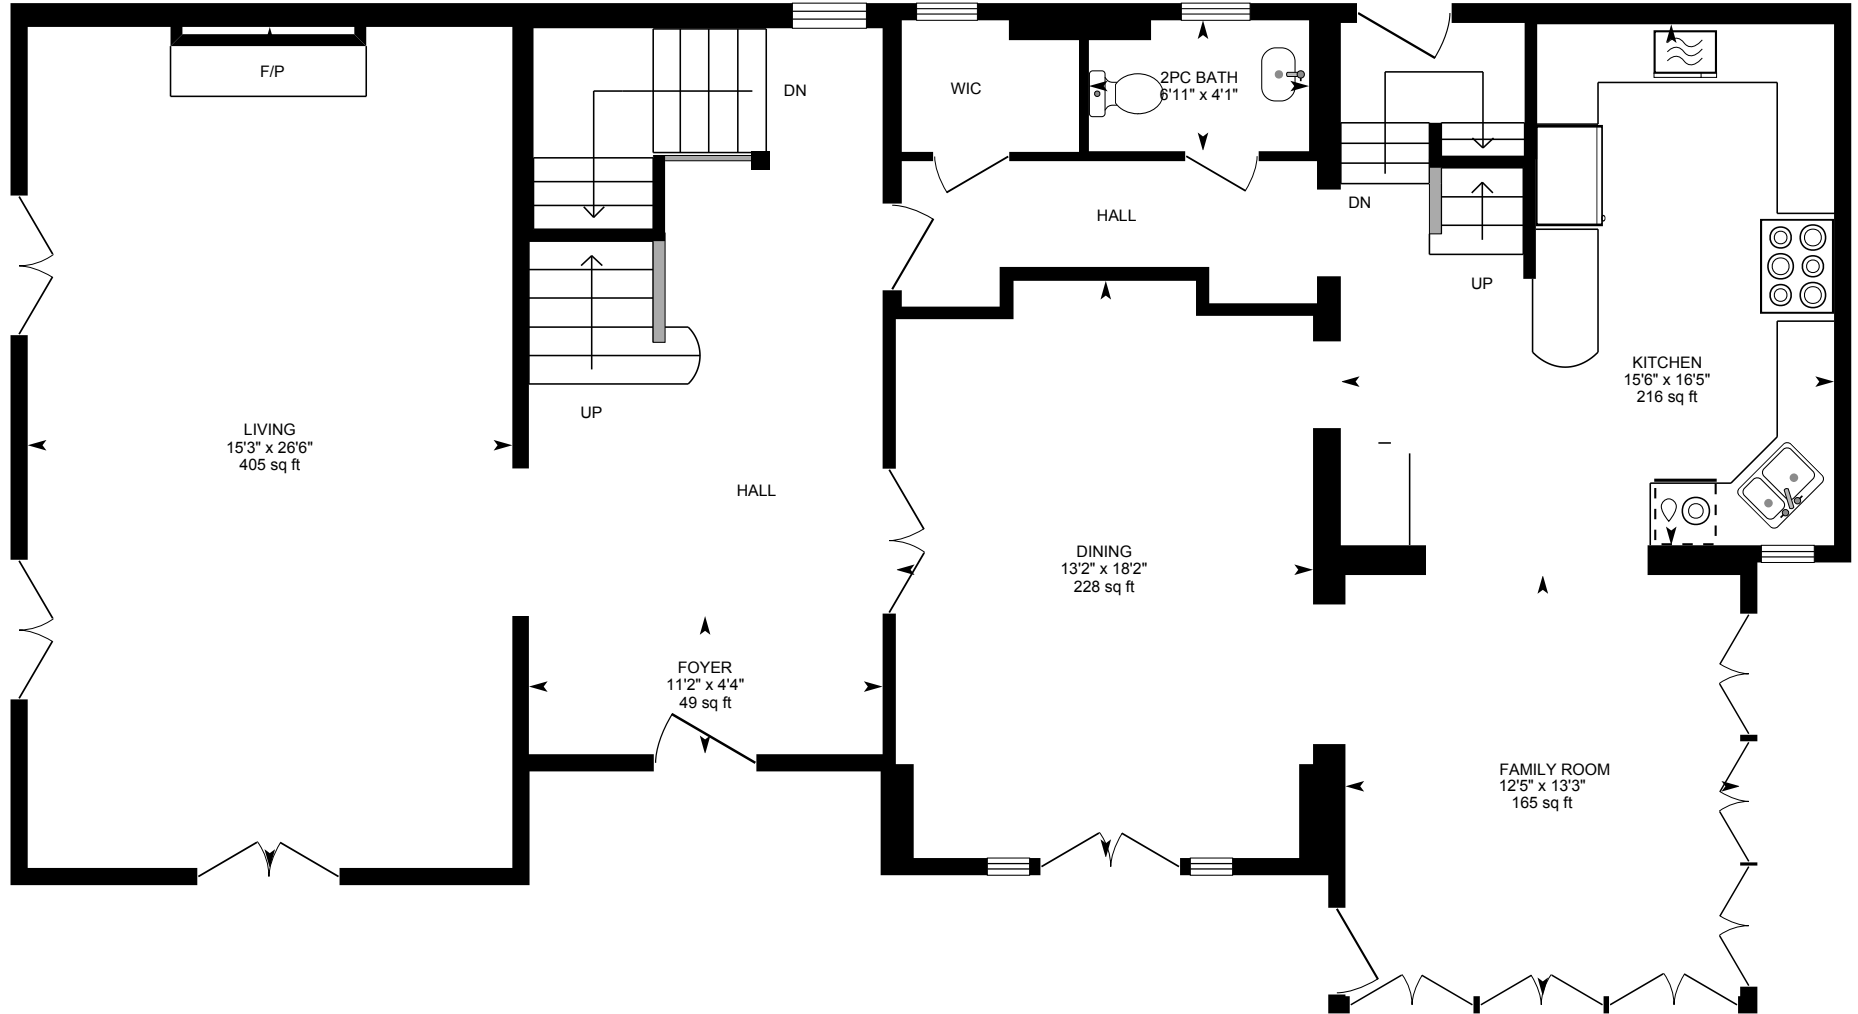 F/P
DN
WIC
2PC BATH
6'11" x 4'1"
DN
HALL
UP
UP
KITCHEN
15'6" x 16'5"
216 sq ft
LIVING
15'3" x 26'6"
405 sq ft
HALL
DINING
13'2" x 18'2"
228 sq ft
FOYER
11'2" x 4'4"
49 sq ft
FAMILY ROOM
12'5" x 13'3"
165 sq ft